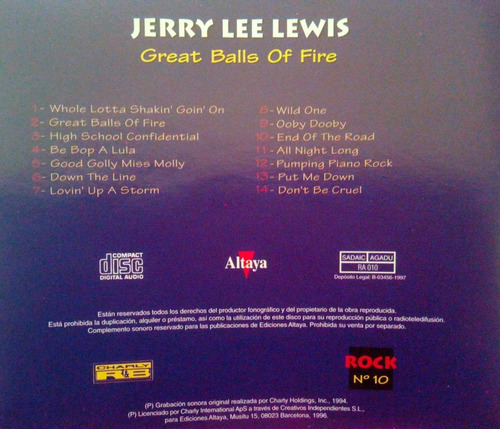 JERRY LEE LEWIS
Great Balls Of Fire
1- Whole Lotta Shakin' Goin' On
2- Great Balls Of Fire
3- High School Confidential
4- Be Bop A Lula
5- Good Golly Miss Molly
6- Down The Line
7- Lovin' Up A Storm
8- Wild One
9- Ooby Dooby
10- End Of The Road
11- All Night Long
12- Pumping Piano Rock
13- Put Me Down
14- Don't Be Cruel
COMPACT
disc
DIGITAL AUDIO
Altaya
SADAIC AGADU
RA 010
Depósito Legal: B-03456-1997
Están reservados todos los derechos del productor fonográfico y del propietario de la obra reproducida.
Está prohibida la duplicación, alquiler o préstamo, así como la utilización de este disco para su reproducción pública o radioteledifusión.
Complemento sonoro reservado para las publicaciones de Ediciones Altaya. Prohibida su venta por separado.
CHARLY
R&B
ROCK
Nº 10
(P) Grabación sonora original realizada por Charly Holdings, Inc., 1994.
(P) Licenciado por Charly International ApS a través de Creativos Independientes S.L.,
para Ediciones Altaya, Musitu 15, 08023 Barcelona, 1996.